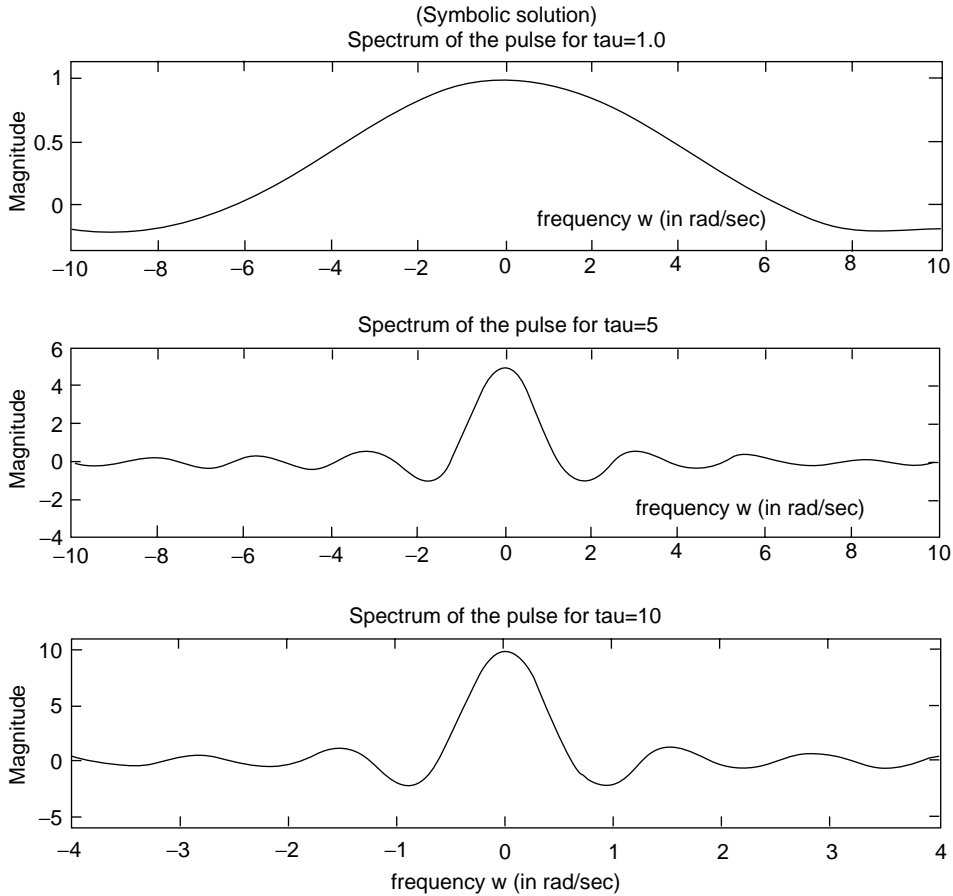 (Symbolic solution)
Spectrum of the pulse for tau=1.0
Magnitude
1
0.5
0
frequency w (in rad/sec)
−10 −8 −6 −4 −2 0 2 4 6 8 10
Spectrum of the pulse for tau=5
Magnitude
6
4
2
0
−2
−4
frequency w (in rad/sec)
−10 −8 −6 −4 −2 0 2 4 6 8 10
Spectrum of the pulse for tau=10
Magnitude
10
5
0
−5
−4 −3 −2 −1 0 1 2 3 4
frequency w (in rad/sec)